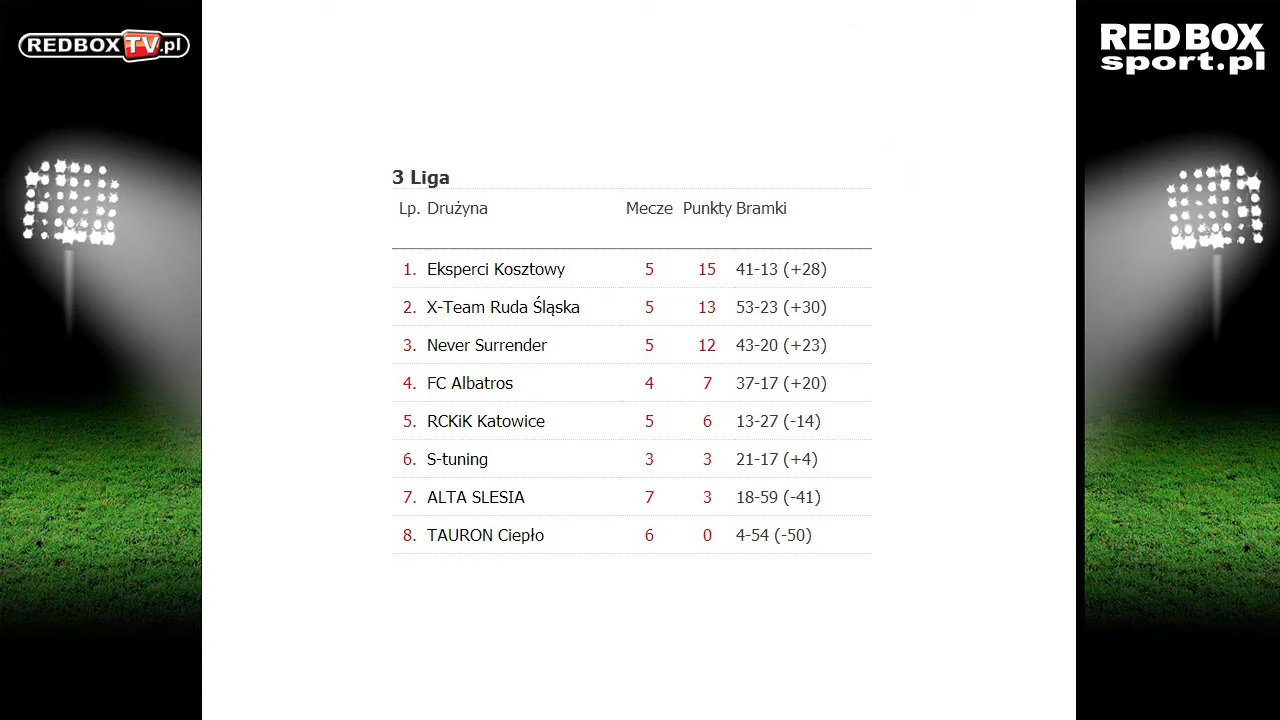 REDBOXTV.pl
RED BOX
sport.pl
3 Liga
Lp. Drużyna Mecze Punkty Bramki
1. Eksperci Kosztowy 5 15 41-13 (+28)
2. X-Team Ruda Śląska 5 13 53-23 (+30)
3. Never Surrender 5 12 43-20 (+23)
4. FC Albatros 4 7 37-17 (+20)
5. RCKiK Katowice 5 6 13-27 (-14)
6. S-tuning 3 3 21-17 (+4)
7. ALTA SLESIA 7 3 18-59 (-41)
8. TAURON Ciepło 6 0 4-54 (-50)